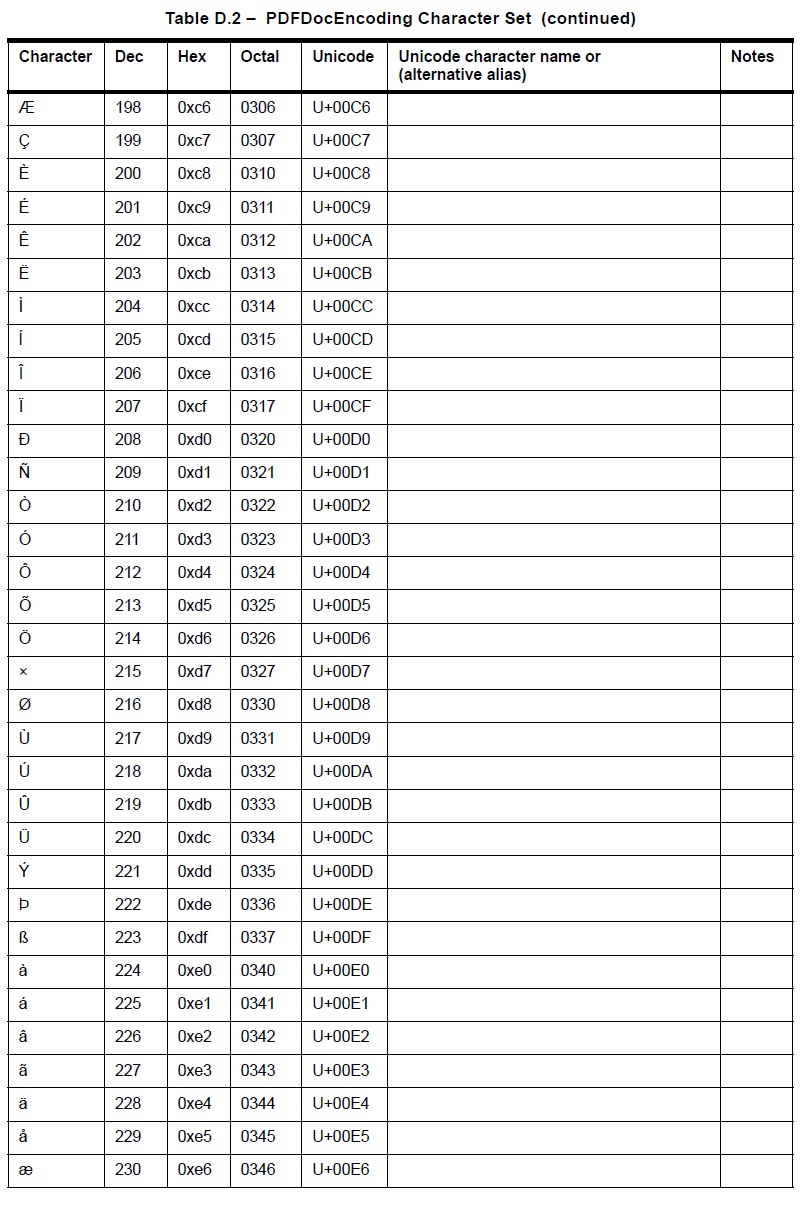 Table D.2 – PDFDocEncoding Character Set (continued)
Character Dec Hex Octal Unicode Unicode character name or (alternative alias) Notes
Æ 198 0xc6 0306 U+00C6
Ç 199 0xc7 0307 U+00C7
È 200 0xc8 0310 U+00C8
É 201 0xc9 0311 U+00C9
Ê 202 0xca 0312 U+00CA
Ë 203 0xcb 0313 U+00CB
Ì 204 0xcc 0314 U+00CC
Í 205 0xcd 0315 U+00CD
Î 206 0xce 0316 U+00CE
Ï 207 0xcf 0317 U+00CF
Ð 208 0xd0 0320 U+00D0
Ñ 209 0xd1 0321 U+00D1
Ò 210 0xd2 0322 U+00D2
Ó 211 0xd3 0323 U+00D3
Ô 212 0xd4 0324 U+00D4
Õ 213 0xd5 0325 U+00D5
Ö 214 0xd6 0326 U+00D6
× 215 0xd7 0327 U+00D7
Ø 216 0xd8 0330 U+00D8
Ù 217 0xd9 0331 U+00D9
Ú 218 0xda 0332 U+00DA
Û 219 0xdb 0333 U+00DB
Ü 220 0xdc 0334 U+00DC
Ý 221 0xdd 0335 U+00DD
Þ 222 0xde 0336 U+00DE
ß 223 0xdf 0337 U+00DF
à 224 0xe0 0340 U+00E0
á 225 0xe1 0341 U+00E1
â 226 0xe2 0342 U+00E2
ã 227 0xe3 0343 U+00E3
ä 228 0xe4 0344 U+00E4
å 229 0xe5 0345 U+00E5
æ 230 0xe6 0346 U+00E6